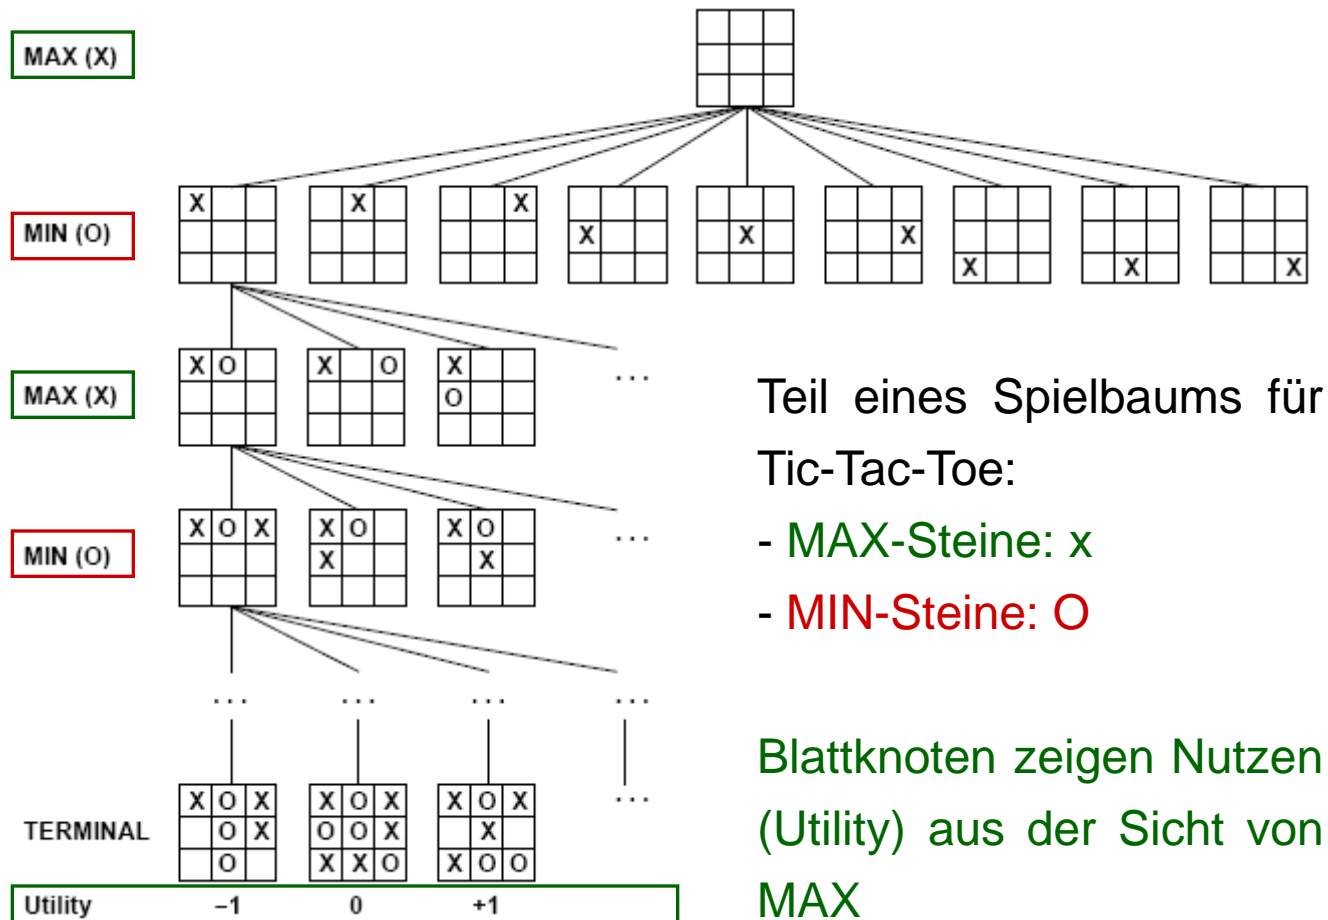 MAX (X)
X X X
MIN (O) X X X
X X X
X O X O X
MAX (X) O
...
X O X X O X O
MIN (O) X X
...
... ... ... ...
X O X X O X X O X ...
TERMINAL O X O O X X
O X X O X O O
Utility –1 0 +1
Teil eines Spielbaums für
Tic-Tac-Toe:
- MAX-Steine: x
- MIN-Steine: O
Blattknoten zeigen Nutzen
(Utility) aus der Sicht von
MAX